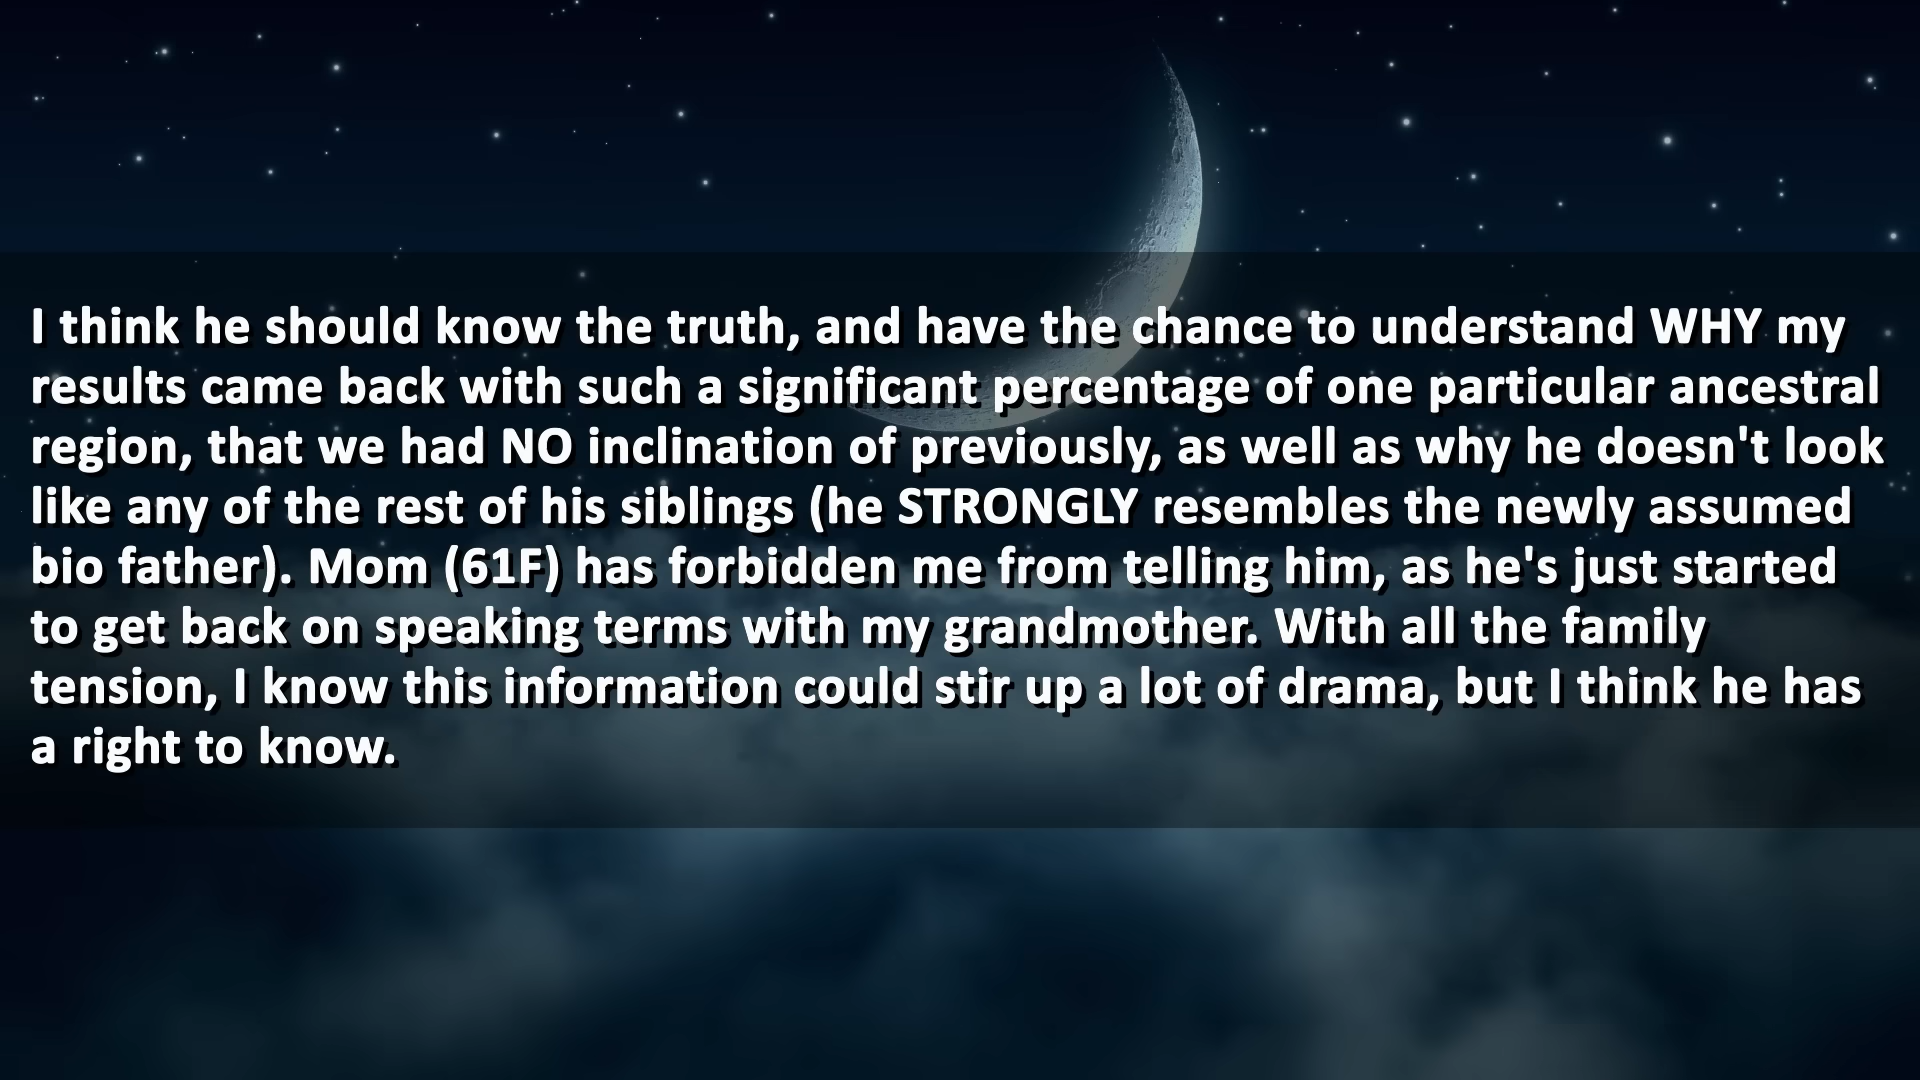 I think he should know the truth, and have the chance to understand WHY my
results came back with such a significant percentage of one particular ancestral
region, that we had NO inclination of previously, as well as why he doesn't look
like any of the rest of his siblings (he STRONGLY resembles the newly assumed
bio father). Mom (61F) has forbidden me from telling him, as he's just started
to get back on speaking terms with my grandmother. With all the family
tension, I know this information could stir up a lot of drama, but I think he has
a right to know.